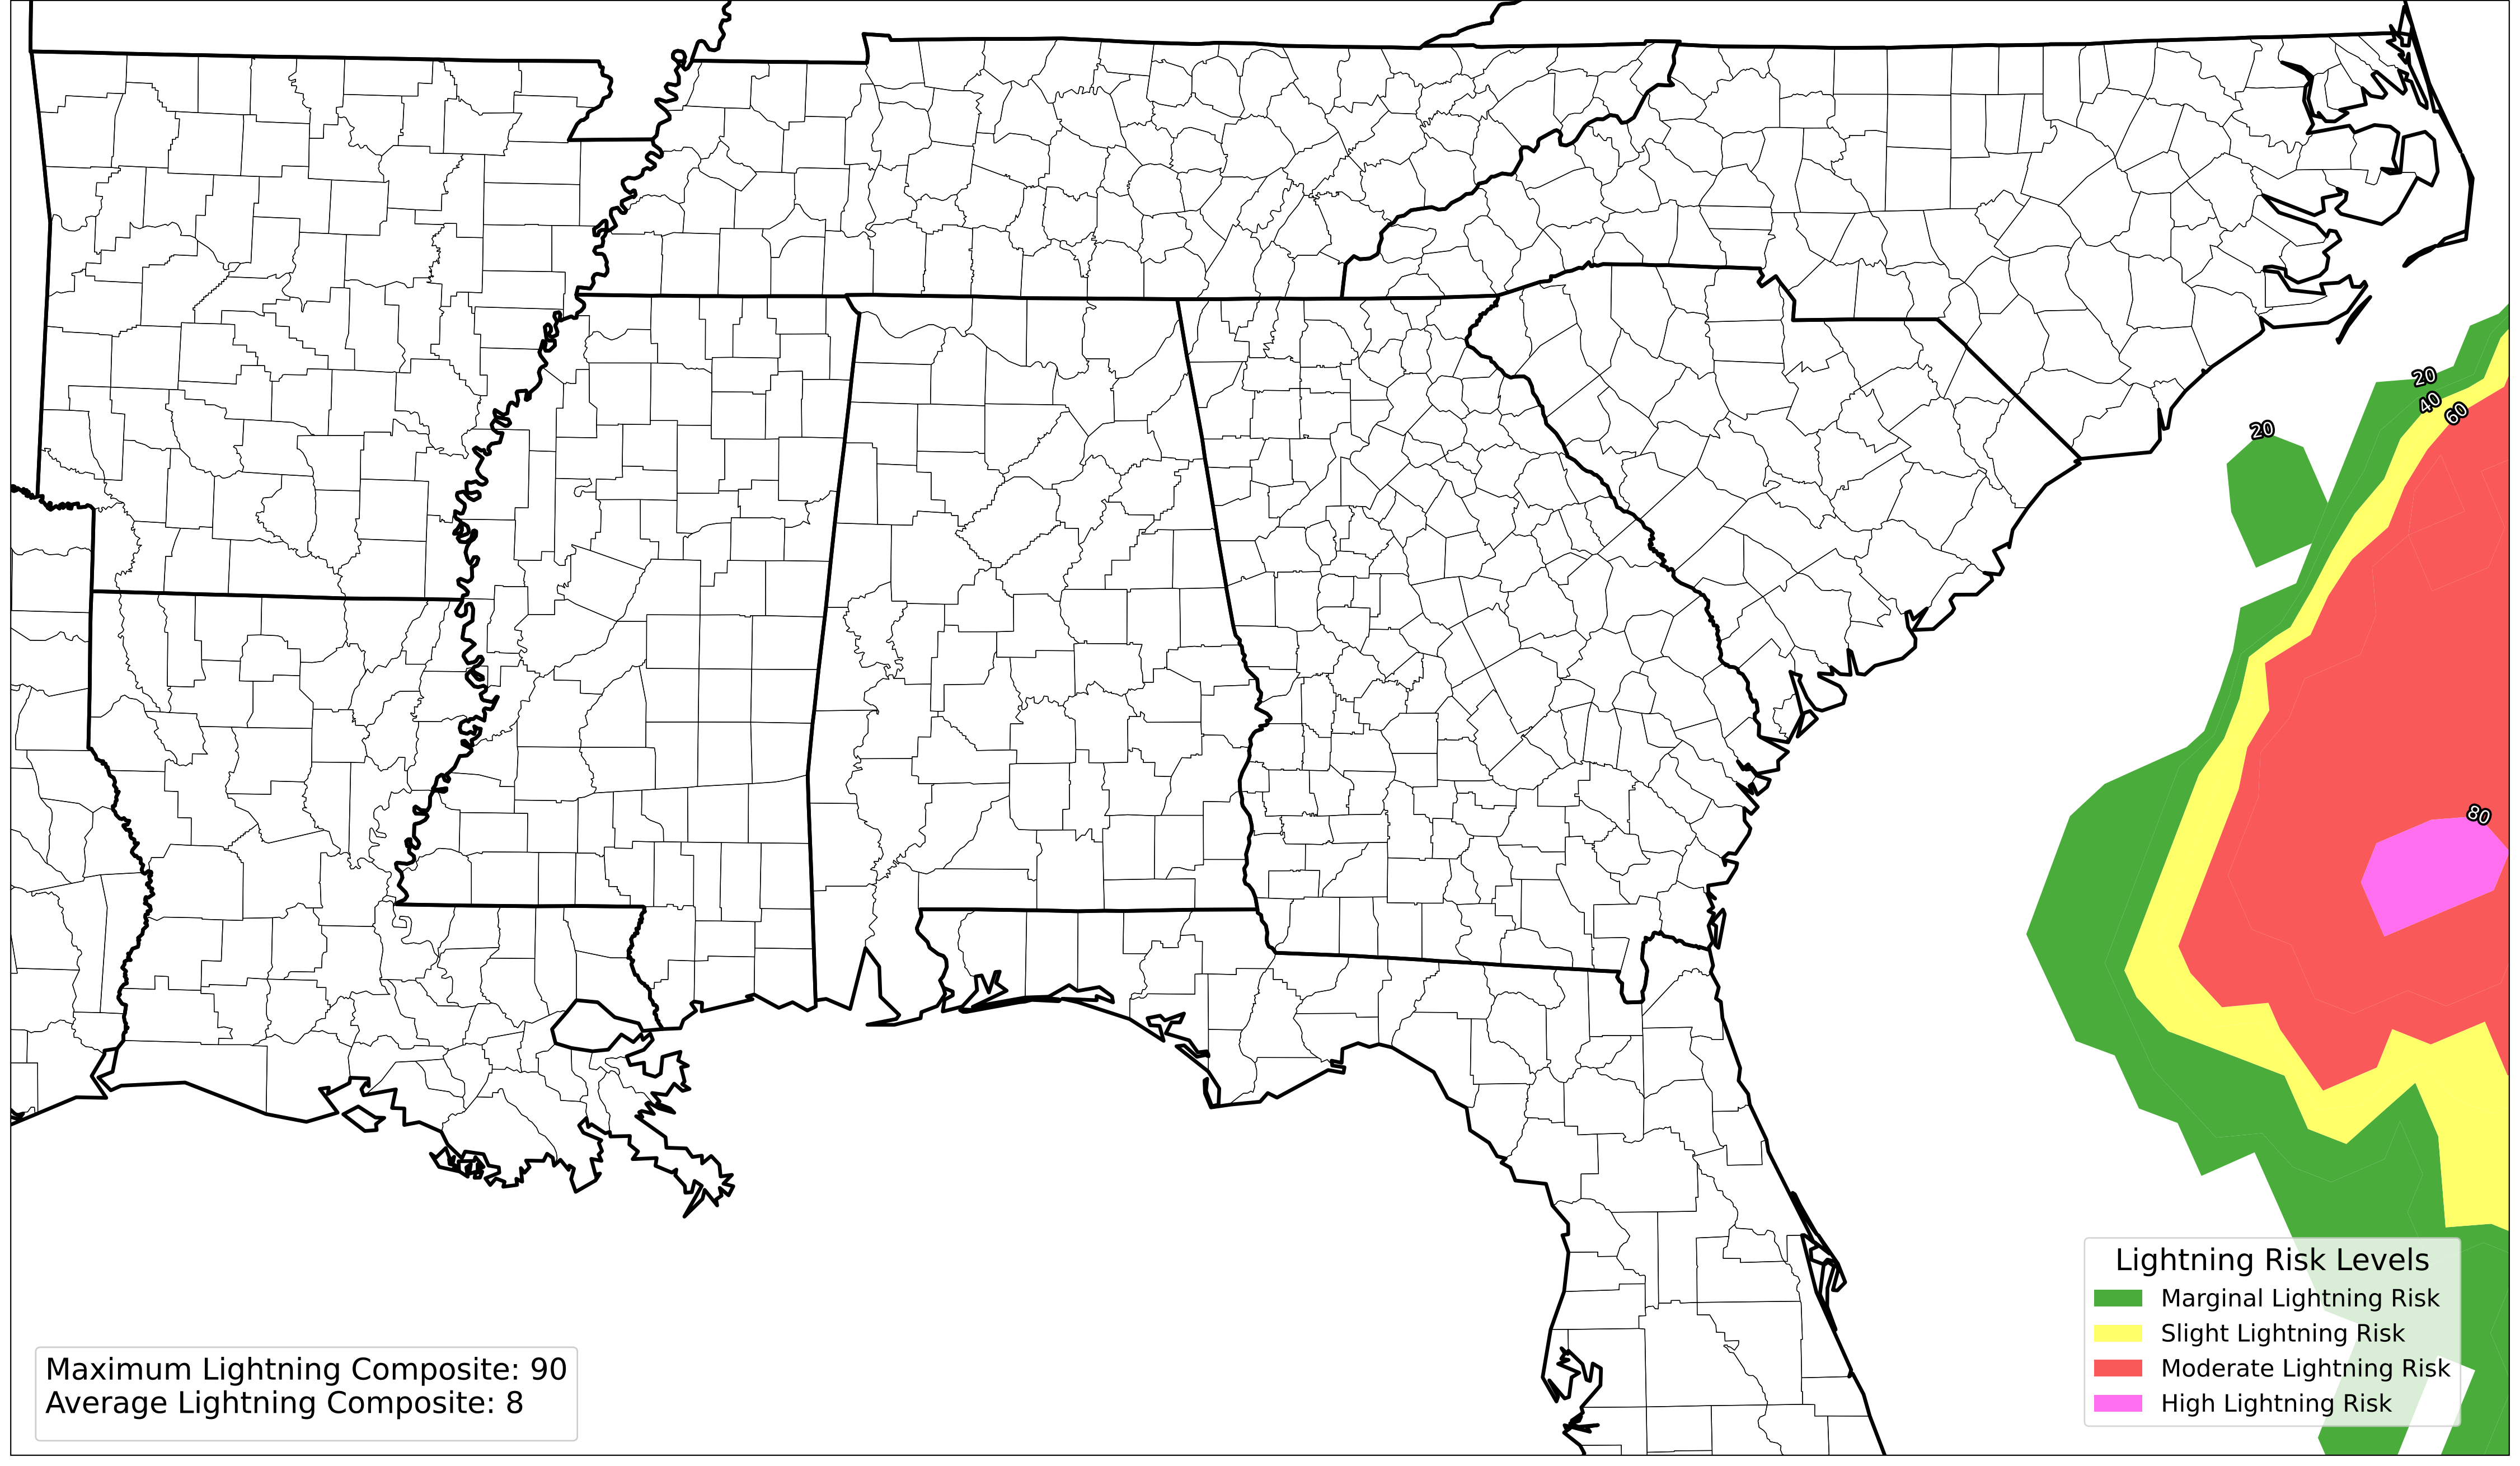 20
40
60
20
80
Lightning Risk Levels
Marginal Lightning Risk
Slight Lightning Risk
Moderate Lightning Risk
High Lightning Risk
Maximum Lightning Composite: 90
Average Lightning Composite: 8